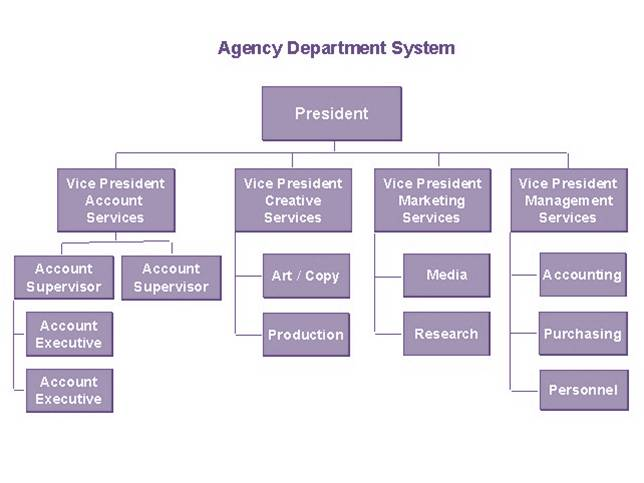 Agency Department System
President
Vice President
Account
Services
Vice President
Creative
Services
Vice President
Marketing
Services
Vice President
Management
Services
Account
Supervisor
Account
Supervisor
Art / Copy
Media
Accounting
Account
Executive
Production
Research
Purchasing
Account
Executive
Personnel